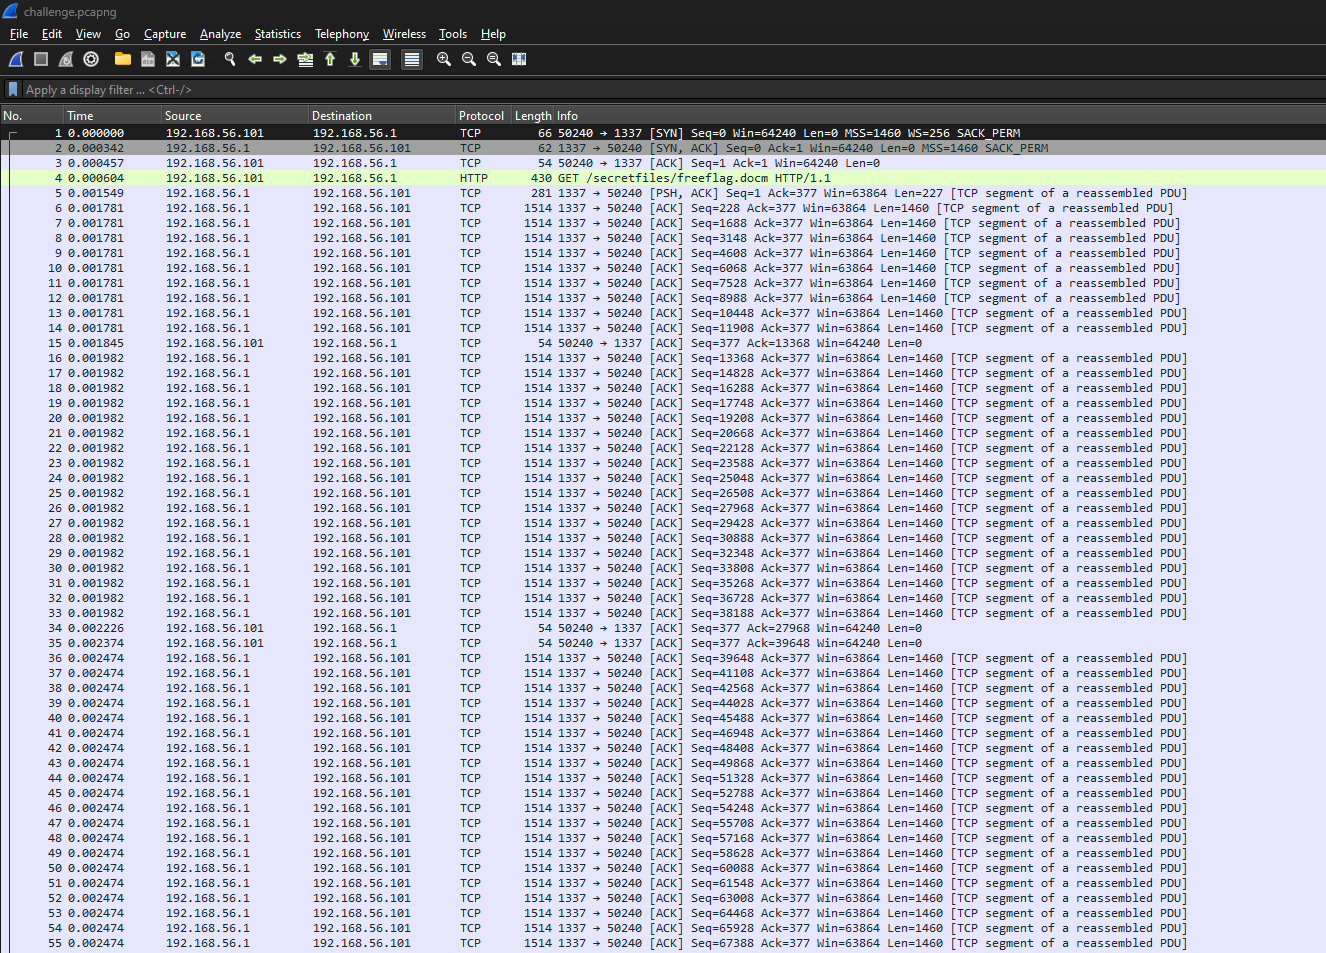 challenge.pcapng
File Edit View Go Capture Analyze Statistics Telephony Wireless Tools Help
Apply a display filter ... <Ctrl-/>
No. Time Source Destination Protocol Length Info
1 0.000000 192.168.56.101 192.168.56.1 TCP 66 50240 → 1337 [SYN] Seq=0 Win=64240 Len=0 MSS=1460 WS=256 SACK_PERM
2 0.000342 192.168.56.1 192.168.56.101 TCP 62 1337 → 50240 [SYN, ACK] Seq=0 Ack=1 Win=64240 Len=0 MSS=1460 SACK_PERM
3 0.000457 192.168.56.101 192.168.56.1 TCP 54 50240 → 1337 [ACK] Seq=1 Ack=1 Win=64240 Len=0
4 0.000604 192.168.56.101 192.168.56.1 HTTP 430 GET /secretfiles/freeflag.docm HTTP/1.1
5 0.001549 192.168.56.1 192.168.56.101 TCP 281 1337 → 50240 [PSH, ACK] Seq=1 Ack=377 Win=63864 Len=227 [TCP segment of a reassembled PDU]
6 0.001781 192.168.56.1 192.168.56.101 TCP 1514 1337 → 50240 [ACK] Seq=228 Ack=377 Win=63864 Len=1460 [TCP segment of a reassembled PDU]
7 0.001781 192.168.56.1 192.168.56.101 TCP 1514 1337 → 50240 [ACK] Seq=1688 Ack=377 Win=63864 Len=1460 [TCP segment of a reassembled PDU]
8 0.001781 192.168.56.1 192.168.56.101 TCP 1514 1337 → 50240 [ACK] Seq=3148 Ack=377 Win=63864 Len=1460 [TCP segment of a reassembled PDU]
9 0.001781 192.168.56.1 192.168.56.101 TCP 1514 1337 → 50240 [ACK] Seq=4608 Ack=377 Win=63864 Len=1460 [TCP segment of a reassembled PDU]
10 0.001781 192.168.56.1 192.168.56.101 TCP 1514 1337 → 50240 [ACK] Seq=6068 Ack=377 Win=63864 Len=1460 [TCP segment of a reassembled PDU]
11 0.001781 192.168.56.1 192.168.56.101 TCP 1514 1337 → 50240 [ACK] Seq=7528 Ack=377 Win=63864 Len=1460 [TCP segment of a reassembled PDU]
12 0.001781 192.168.56.1 192.168.56.101 TCP 1514 1337 → 50240 [ACK] Seq=8988 Ack=377 Win=63864 Len=1460 [TCP segment of a reassembled PDU]
13 0.001781 192.168.56.1 192.168.56.101 TCP 1514 1337 → 50240 [ACK] Seq=10448 Ack=377 Win=63864 Len=1460 [TCP segment of a reassembled PDU]
14 0.001781 192.168.56.1 192.168.56.101 TCP 1514 1337 → 50240 [ACK] Seq=11908 Ack=377 Win=63864 Len=1460 [TCP segment of a reassembled PDU]
15 0.001845 192.168.56.101 192.168.56.1 TCP 54 50240 → 1337 [ACK] Seq=377 Ack=13368 Win=64240 Len=0
16 0.001982 192.168.56.1 192.168.56.101 TCP 1514 1337 → 50240 [ACK] Seq=13368 Ack=377 Win=63864 Len=1460 [TCP segment of a reassembled PDU]
17 0.001982 192.168.56.1 192.168.56.101 TCP 1514 1337 → 50240 [ACK] Seq=14828 Ack=377 Win=63864 Len=1460 [TCP segment of a reassembled PDU]
18 0.001982 192.168.56.1 192.168.56.101 TCP 1514 1337 → 50240 [ACK] Seq=16288 Ack=377 Win=63864 Len=1460 [TCP segment of a reassembled PDU]
19 0.001982 192.168.56.1 192.168.56.101 TCP 1514 1337 → 50240 [ACK] Seq=17748 Ack=377 Win=63864 Len=1460 [TCP segment of a reassembled PDU]
20 0.001982 192.168.56.1 192.168.56.101 TCP 1514 1337 → 50240 [ACK] Seq=19208 Ack=377 Win=63864 Len=1460 [TCP segment of a reassembled PDU]
21 0.001982 192.168.56.1 192.168.56.101 TCP 1514 1337 → 50240 [ACK] Seq=20668 Ack=377 Win=63864 Len=1460 [TCP segment of a reassembled PDU]
22 0.001982 192.168.56.1 192.168.56.101 TCP 1514 1337 → 50240 [ACK] Seq=22128 Ack=377 Win=63864 Len=1460 [TCP segment of a reassembled PDU]
23 0.001982 192.168.56.1 192.168.56.101 TCP 1514 1337 → 50240 [ACK] Seq=23588 Ack=377 Win=63864 Len=1460 [TCP segment of a reassembled PDU]
24 0.001982 192.168.56.1 192.168.56.101 TCP 1514 1337 → 50240 [ACK] Seq=25048 Ack=377 Win=63864 Len=1460 [TCP segment of a reassembled PDU]
25 0.001982 192.168.56.1 192.168.56.101 TCP 1514 1337 → 50240 [ACK] Seq=26508 Ack=377 Win=63864 Len=1460 [TCP segment of a reassembled PDU]
26 0.001982 192.168.56.1 192.168.56.101 TCP 1514 1337 → 50240 [ACK] Seq=27968 Ack=377 Win=63864 Len=1460 [TCP segment of a reassembled PDU]
27 0.001982 192.168.56.1 192.168.56.101 TCP 1514 1337 → 50240 [ACK] Seq=29428 Ack=377 Win=63864 Len=1460 [TCP segment of a reassembled PDU]
28 0.001982 192.168.56.1 192.168.56.101 TCP 1514 1337 → 50240 [ACK] Seq=30888 Ack=377 Win=63864 Len=1460 [TCP segment of a reassembled PDU]
29 0.001982 192.168.56.1 192.168.56.101 TCP 1514 1337 → 50240 [ACK] Seq=32348 Ack=377 Win=63864 Len=1460 [TCP segment of a reassembled PDU]
30 0.001982 192.168.56.1 192.168.56.101 TCP 1514 1337 → 50240 [ACK] Seq=33808 Ack=377 Win=63864 Len=1460 [TCP segment of a reassembled PDU]
31 0.001982 192.168.56.1 192.168.56.101 TCP 1514 1337 → 50240 [ACK] Seq=35268 Ack=377 Win=63864 Len=1460 [TCP segment of a reassembled PDU]
32 0.001982 192.168.56.1 192.168.56.101 TCP 1514 1337 → 50240 [ACK] Seq=36728 Ack=377 Win=63864 Len=1460 [TCP segment of a reassembled PDU]
33 0.001982 192.168.56.1 192.168.56.101 TCP 1514 1337 → 50240 [ACK] Seq=38188 Ack=377 Win=63864 Len=1460 [TCP segment of a reassembled PDU]
34 0.002226 192.168.56.101 192.168.56.1 TCP 54 50240 → 1337 [ACK] Seq=377 Ack=27968 Win=64240 Len=0
35 0.002374 192.168.56.101 192.168.56.1 TCP 54 50240 → 1337 [ACK] Seq=377 Ack=39648 Win=64240 Len=0
36 0.002474 192.168.56.1 192.168.56.101 TCP 1514 1337 → 50240 [ACK] Seq=39648 Ack=377 Win=63864 Len=1460 [TCP segment of a reassembled PDU]
37 0.002474 192.168.56.1 192.168.56.101 TCP 1514 1337 → 50240 [ACK] Seq=41108 Ack=377 Win=63864 Len=1460 [TCP segment of a reassembled PDU]
38 0.002474 192.168.56.1 192.168.56.101 TCP 1514 1337 → 50240 [ACK] Seq=42568 Ack=377 Win=63864 Len=1460 [TCP segment of a reassembled PDU]
39 0.002474 192.168.56.1 192.168.56.101 TCP 1514 1337 → 50240 [ACK] Seq=44028 Ack=377 Win=63864 Len=1460 [TCP segment of a reassembled PDU]
40 0.002474 192.168.56.1 192.168.56.101 TCP 1514 1337 → 50240 [ACK] Seq=45488 Ack=377 Win=63864 Len=1460 [TCP segment of a reassembled PDU]
41 0.002474 192.168.56.1 192.168.56.101 TCP 1514 1337 → 50240 [ACK] Seq=46948 Ack=377 Win=63864 Len=1460 [TCP segment of a reassembled PDU]
42 0.002474 192.168.56.1 192.168.56.101 TCP 1514 1337 → 50240 [ACK] Seq=48408 Ack=377 Win=63864 Len=1460 [TCP segment of a reassembled PDU]
43 0.002474 192.168.56.1 192.168.56.101 TCP 1514 1337 → 50240 [ACK] Seq=49868 Ack=377 Win=63864 Len=1460 [TCP segment of a reassembled PDU]
44 0.002474 192.168.56.1 192.168.56.101 TCP 1514 1337 → 50240 [ACK] Seq=51328 Ack=377 Win=63864 Len=1460 [TCP segment of a reassembled PDU]
45 0.002474 192.168.56.1 192.168.56.101 TCP 1514 1337 → 50240 [ACK] Seq=52788 Ack=377 Win=63864 Len=1460 [TCP segment of a reassembled PDU]
46 0.002474 192.168.56.1 192.168.56.101 TCP 1514 1337 → 50240 [ACK] Seq=54248 Ack=377 Win=63864 Len=1460 [TCP segment of a reassembled PDU]
47 0.002474 192.168.56.1 192.168.56.101 TCP 1514 1337 → 50240 [ACK] Seq=55708 Ack=377 Win=63864 Len=1460 [TCP segment of a reassembled PDU]
48 0.002474 192.168.56.1 192.168.56.101 TCP 1514 1337 → 50240 [ACK] Seq=57168 Ack=377 Win=63864 Len=1460 [TCP segment of a reassembled PDU]
49 0.002474 192.168.56.1 192.168.56.101 TCP 1514 1337 → 50240 [ACK] Seq=58628 Ack=377 Win=63864 Len=1460 [TCP segment of a reassembled PDU]
50 0.002474 192.168.56.1 192.168.56.101 TCP 1514 1337 → 50240 [ACK] Seq=60088 Ack=377 Win=63864 Len=1460 [TCP segment of a reassembled PDU]
51 0.002474 192.168.56.1 192.168.56.101 TCP 1514 1337 → 50240 [ACK] Seq=61548 Ack=377 Win=63864 Len=1460 [TCP segment of a reassembled PDU]
52 0.002474 192.168.56.1 192.168.56.101 TCP 1514 1337 → 50240 [ACK] Seq=63008 Ack=377 Win=63864 Len=1460 [TCP segment of a reassembled PDU]
53 0.002474 192.168.56.1 192.168.56.101 TCP 1514 1337 → 50240 [ACK] Seq=64468 Ack=377 Win=63864 Len=1460 [TCP segment of a reassembled PDU]
54 0.002474 192.168.56.1 192.168.56.101 TCP 1514 1337 → 50240 [ACK] Seq=65928 Ack=377 Win=63864 Len=1460 [TCP segment of a reassembled PDU]
55 0.002474 192.168.56.1 192.168.56.101 TCP 1514 1337 → 50240 [ACK] Seq=67388 Ack=377 Win=63864 Len=1460 [TCP segment of a reassembled PDU]